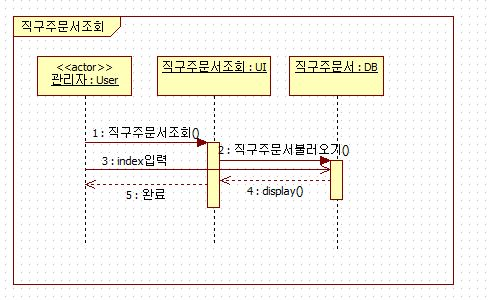 직구주문서조회
<<actor>>
관리자 : User
직구주문서조회 : UI
직구주문서 : DB
1 : 직구주문서조회()
2 : 직구주문서불러오기()
3 : index입력
4 : display()
5 : 완료